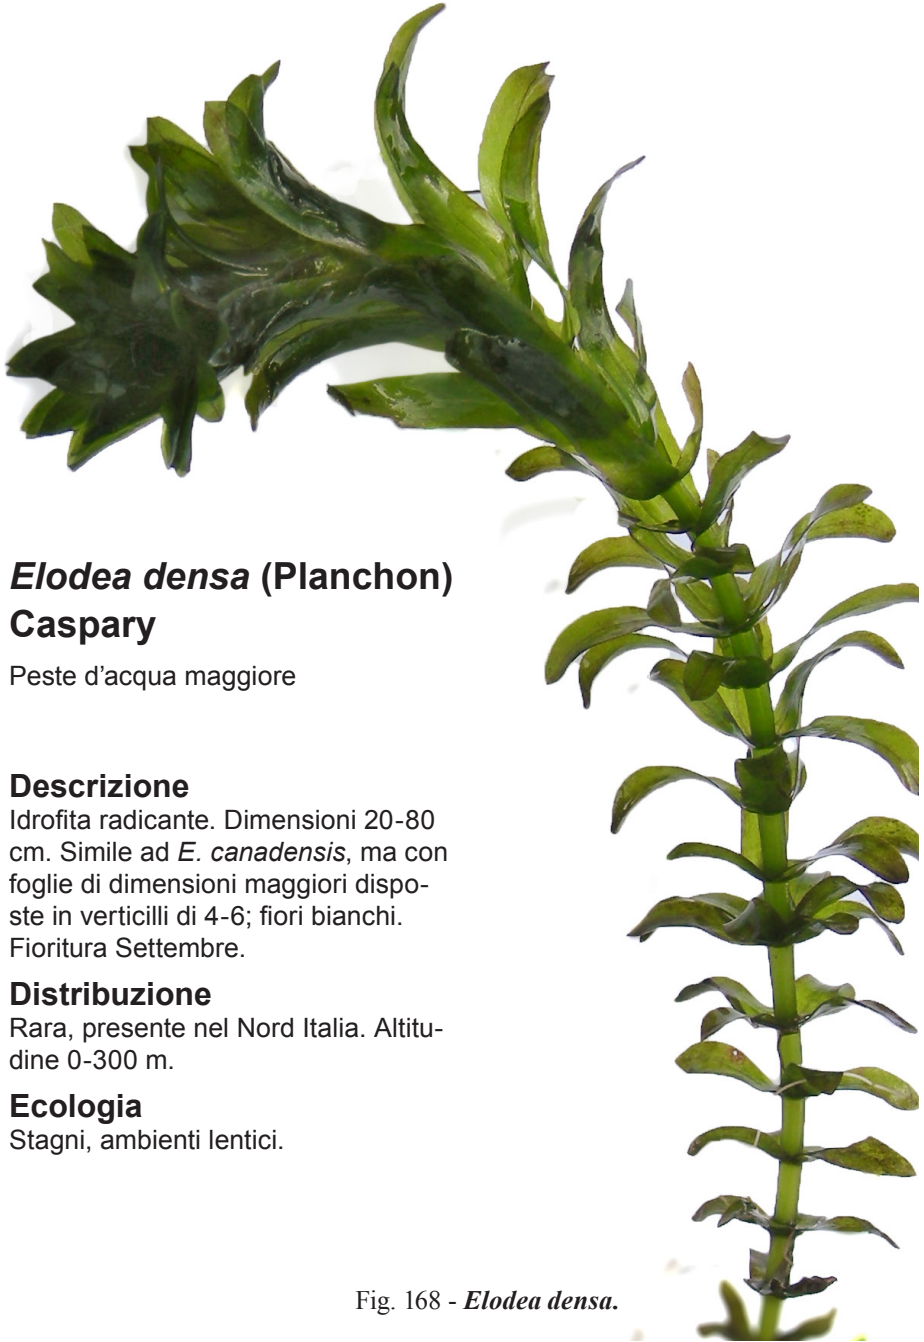 Elodea densa (Planchon)
Caspary
Peste d'acqua maggiore
Descrizione
Idrofita radicante. Dimensioni 20-80
cm. Simile ad E. canadensis, ma con
foglie di dimensioni maggiori dispo-
ste in verticilli di 4-6; fiori bianchi.
Fioritura Settembre.
Distribuzione
Rara, presente nel Nord Italia. Altitu-
dine 0-300 m.
Ecologia
Stagni, ambienti lentici.
Fig. 168 - Elodea densa.